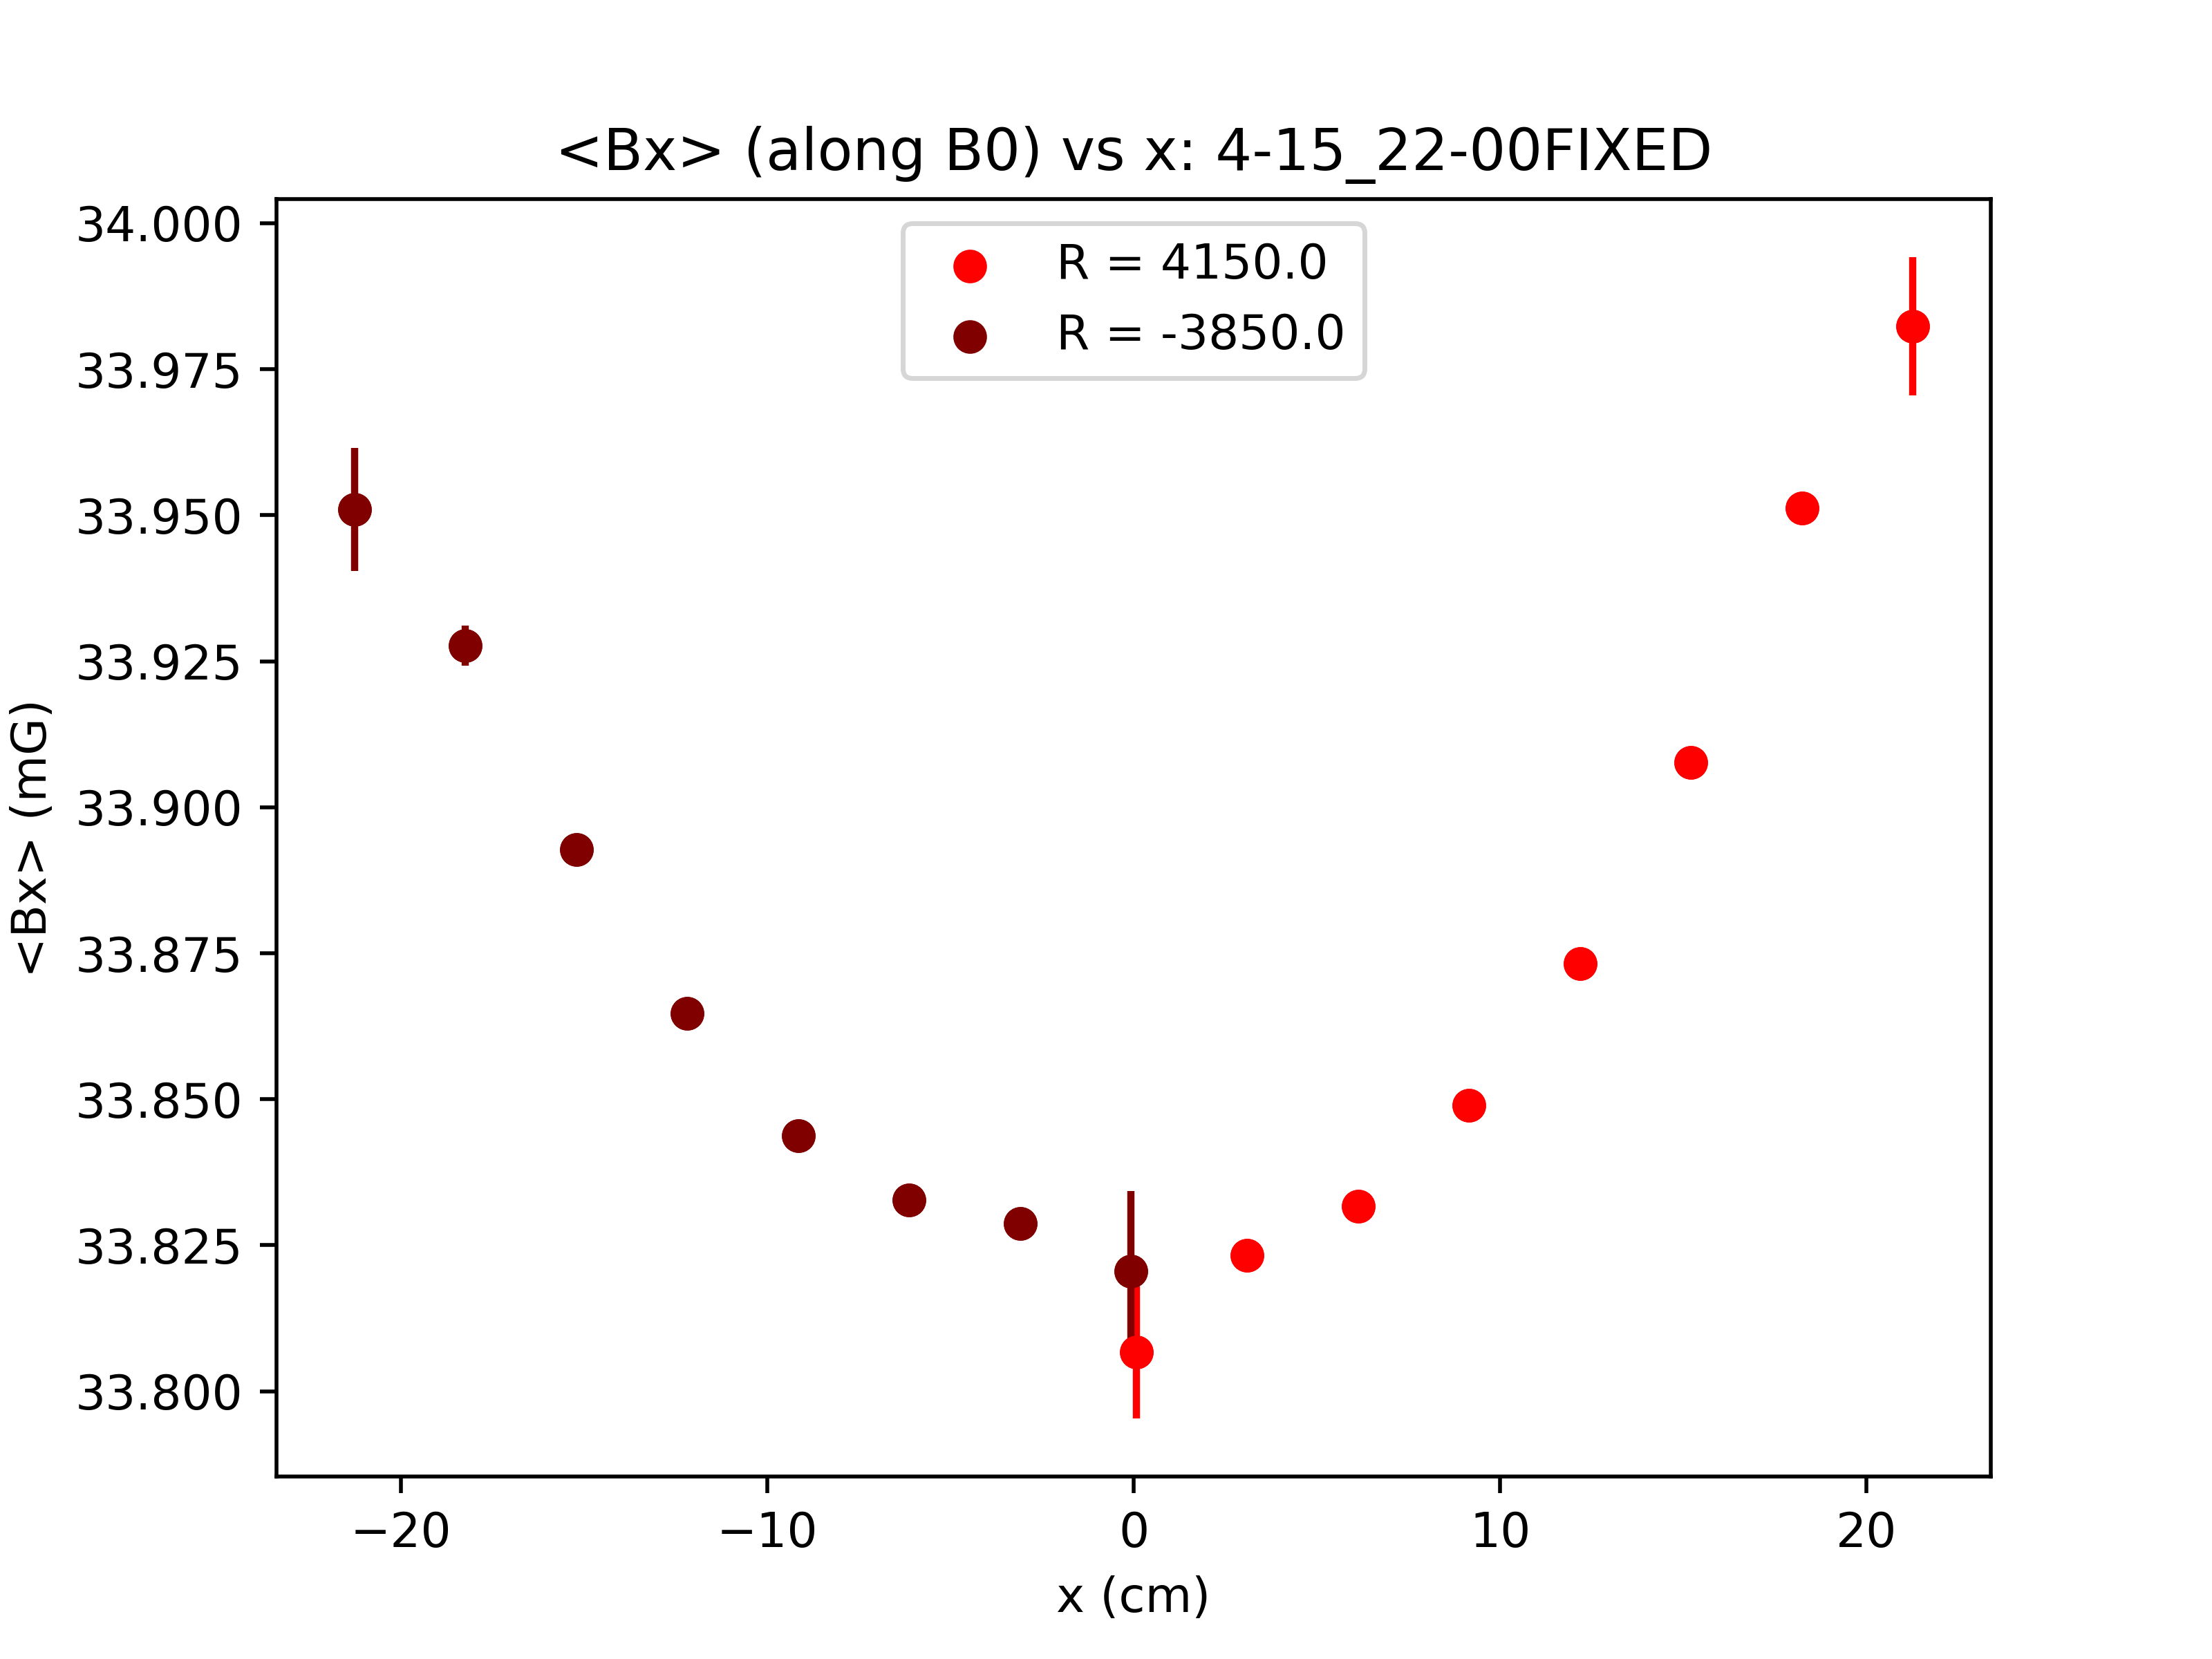 <Bx> (along B0) vs x: 4-15_22-00FIXED
R = 4150.0
R = -3850.0
34.000
33.975
33.950
33.925
33.900
33.875
33.850
33.825
33.800
<Bx> (mG)
−20 −10 0 10 20
x (cm)